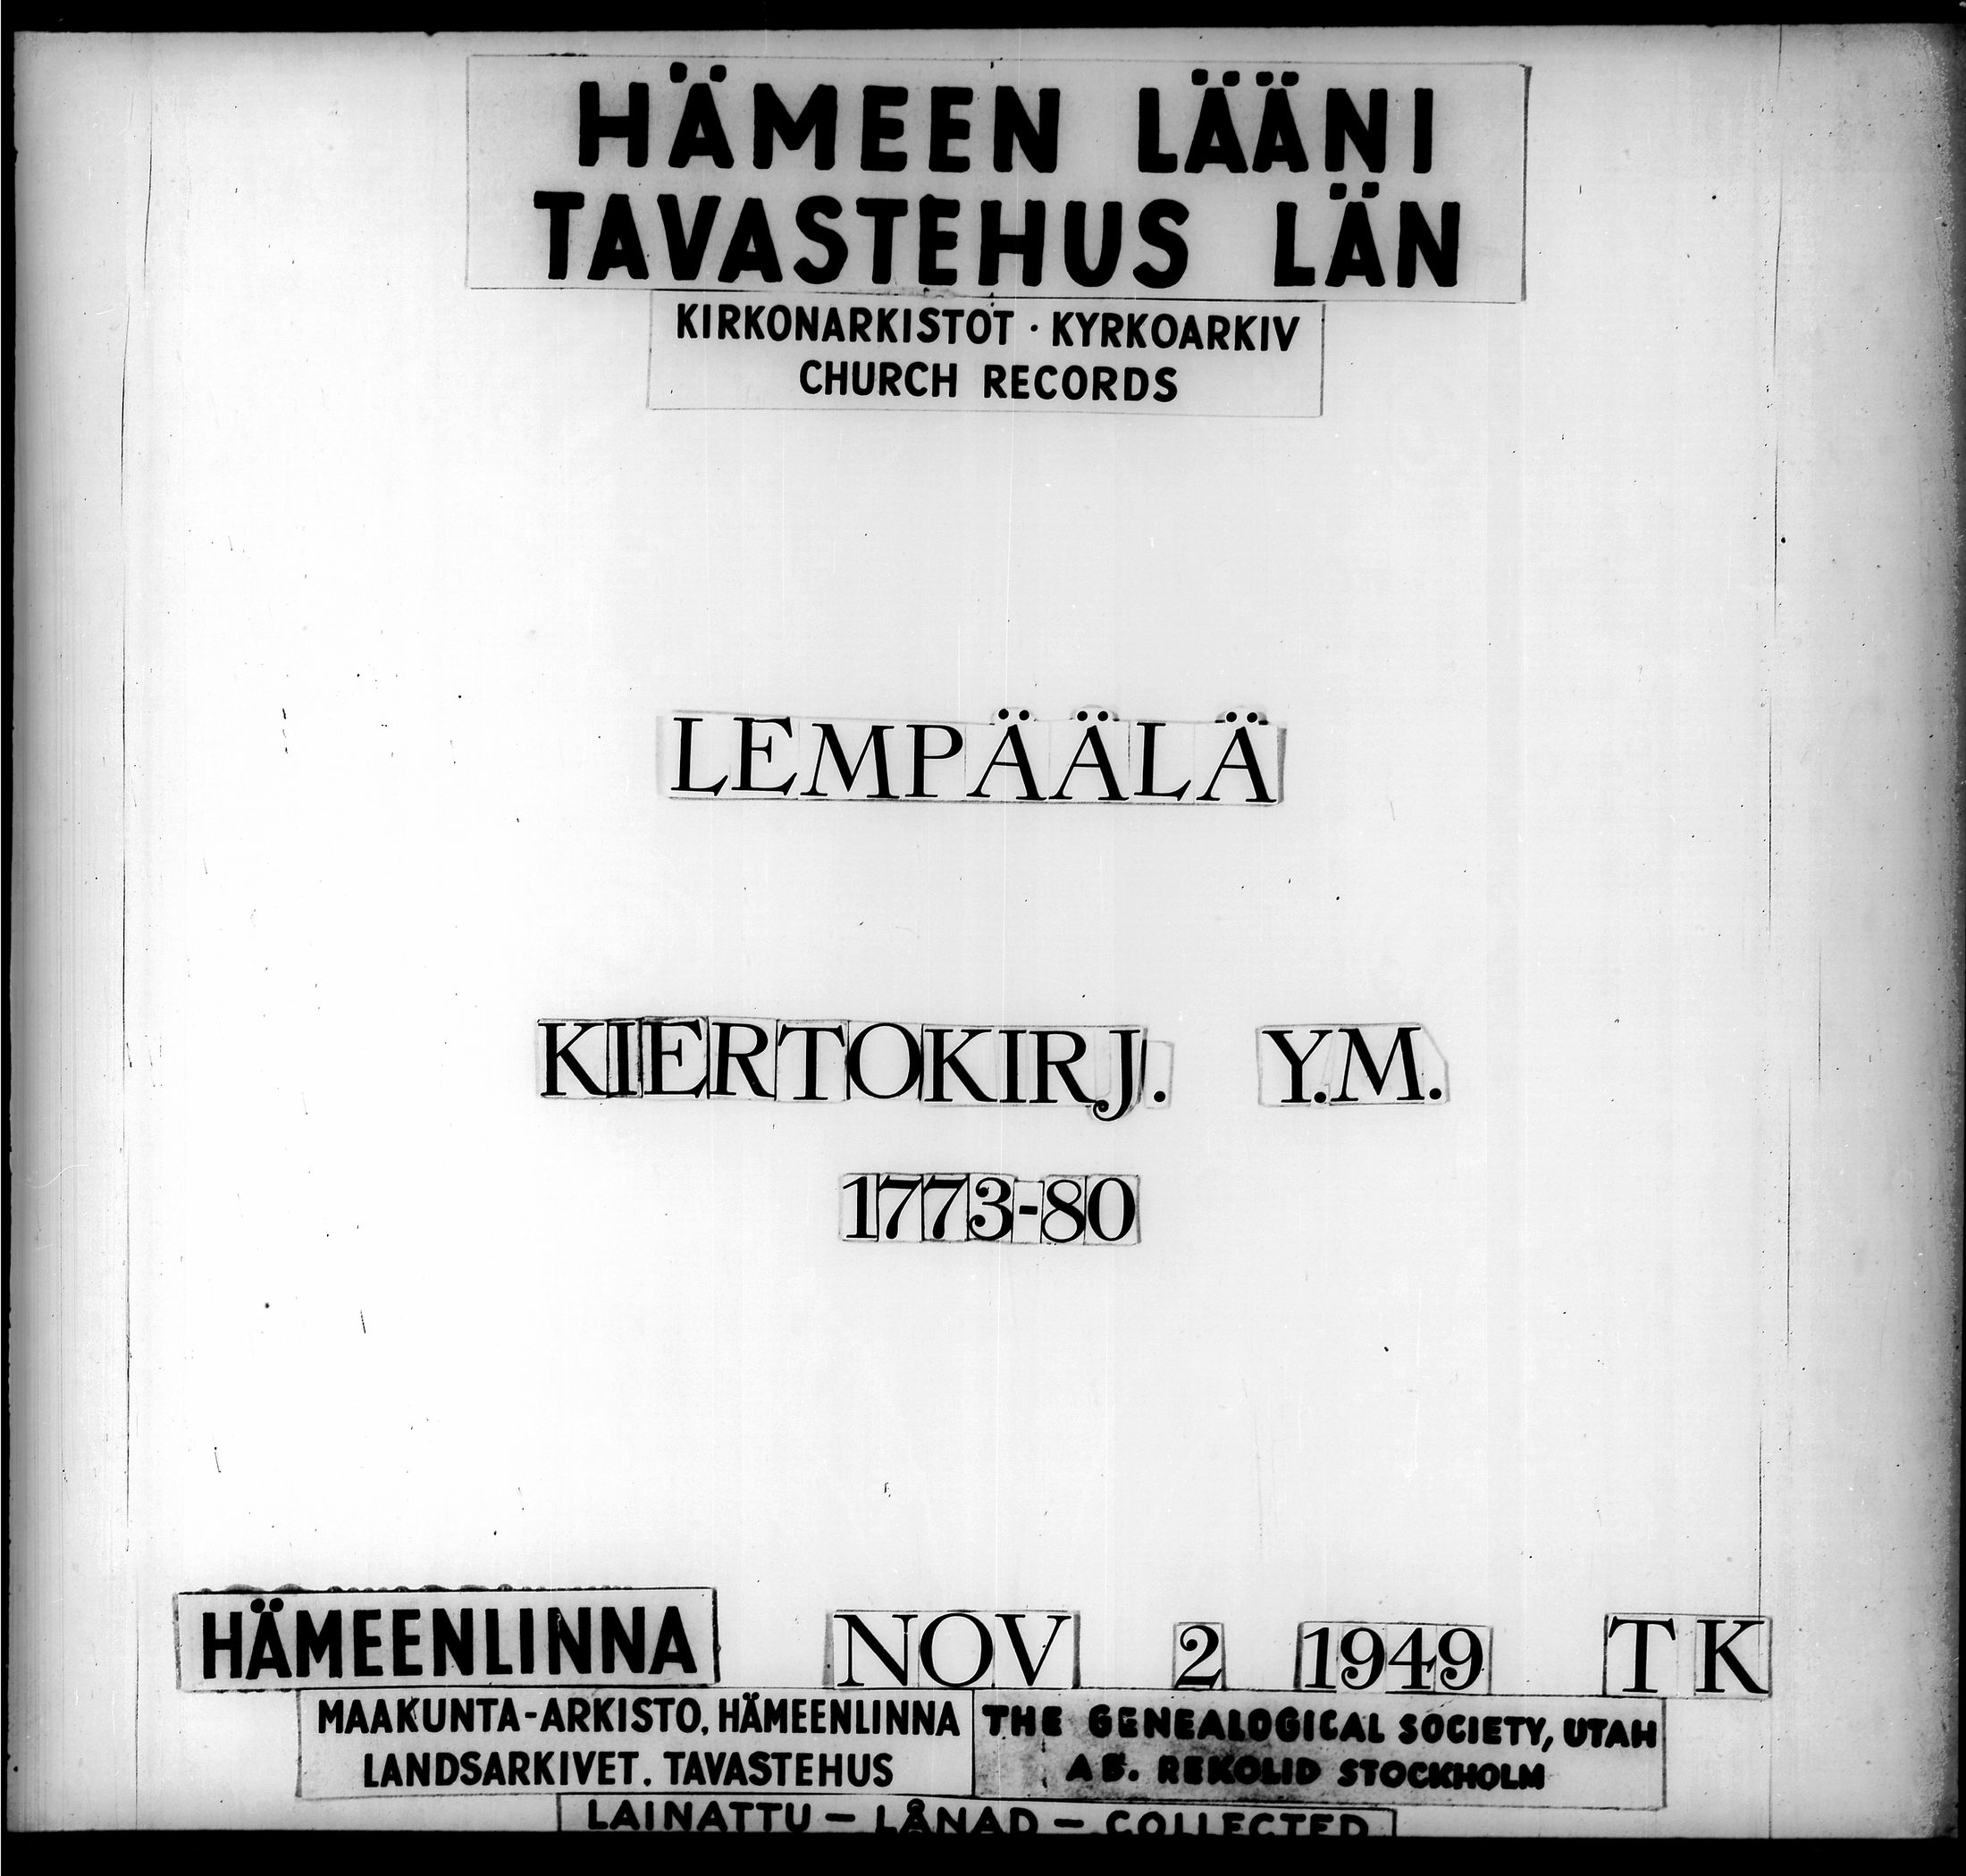 HÄMEEN LÄÄNI
TAVASTEHUS LÄN
KIRKONARKISTOT · KYRKOARKIV
CHURCH RECORDS
LEMPÄÄLÄ
KIERTOKIRJ. Y.M.
1773-80
HÄMEENLINNA NOV 2 1949 TK
MAAKUNTA-ARKISTO, HÄMEENLINNA
LANDSARKIVET. TAVASTEHUS
THE GENEALOGICAL SOCIETY, UTAH
AB. REKOLID STOCKHOLM
LAINATTU — LÅNAD — COLLECTED